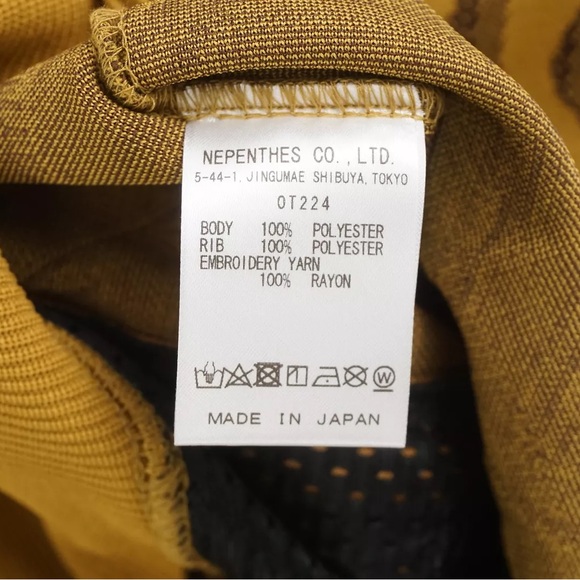 NEPENTHES CO.,LTD.
5-44-1, JINGUMAE SHIBUYA, TOKYO
OT224
BODY 100% POLYESTER
RIB 100% POLYESTER
EMBROIDERY YARN
100% RAYON
MADE IN JAPAN